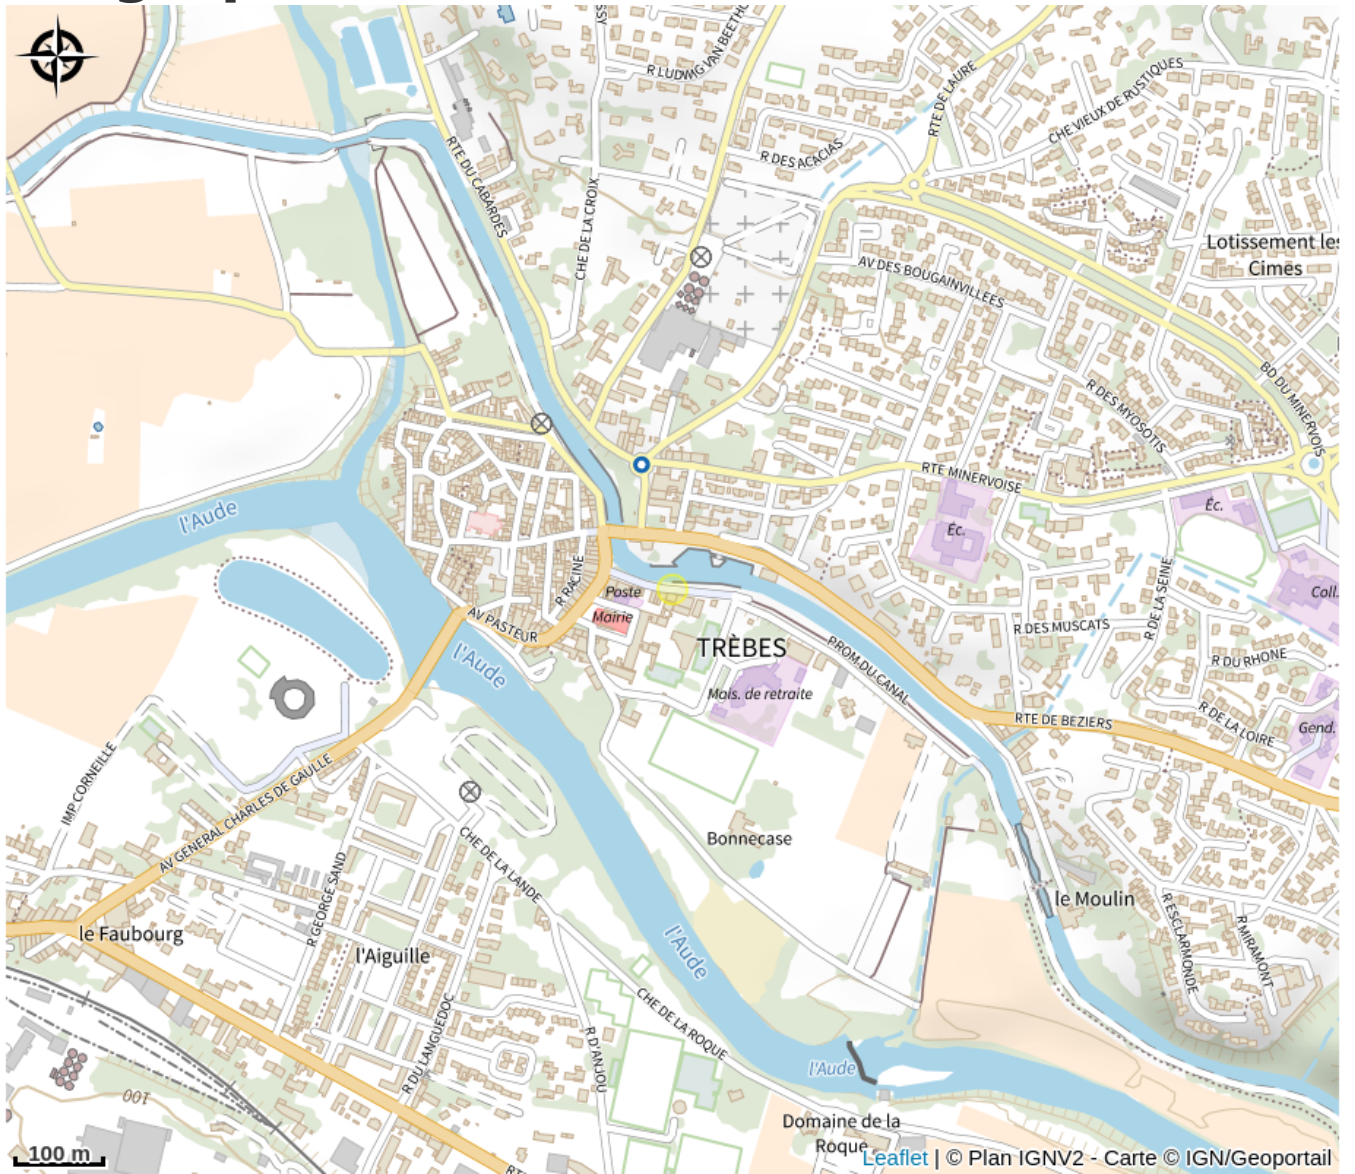 R LUDWIG VAN BEETHO
RTE DE LAURE
CHE VIEUX DE RUSTIQUES
RTE DU CABARDES
R DES ACACIAS
CHE DE LA CROIX
Lotissement les
Cimes
AV DES BOUGAINVILLEES
BD DU MINERVOIS
R DES MYOSOTIS
RTE MINERVOISE
l'Aude
Éc.
Éc.
R RACINE
Poste
Mairie
AV PASTEUR
R DE LA SEINE
Coll.
R DES MUSCATS
TRÈBES
l'Aude
PROM DU CANAL
R DU RHONE
Mais. de retraite
R DE LA LOIRE
RTE DE BEZIERS
Gend.
IMP CORNEILLE
AV GENERAL CHARLES DE GAULLE
Bonnecase
CHE DE LA LANDE
R GEORGE SAND
le Moulin
R ESCLARMONDE
R MIRAMONT
le Faubourg
l'Aiguille
l'Aude
CHE DE LA ROQUE
R DU LANGUEDOC
R D'ANJOU
l'Aude
100
Domaine de la
Roque
RTE
100 m
Leaflet | © Plan IGNV2 - Carte © IGN/Geoportail